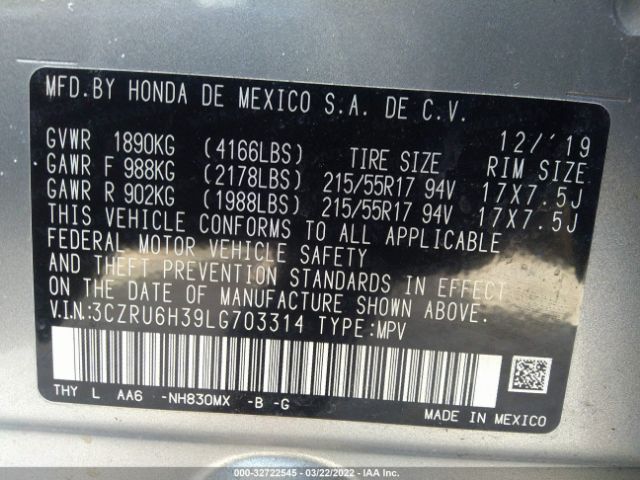 MFD.BY HONDA DE MEXICO S.A. DE C.V.
12/'19
GVWR 1890KG (4166LBS) TIRE SIZE RIM SIZE
GAWR F 988KG (2178LBS) 215/55R17 94V 17X7.5J
GAWR R 902KG (1988LBS) 215/55R17 94V 17X7.5J
THIS VEHICLE CONFORMS TO ALL APPLICABLE
FEDERAL MOTOR VEHICLE SAFETY
AND THEFT PREVENTION STANDARDS IN EFFECT
ON THE DATE OF MANUFACTURE SHOWN ABOVE.
V.I.N:3CZRU6H39LG703314 TYPE:MPV
THY L AA6 -NH830MX -B -G
MADE IN MEXICO
000-32722545 - 03/22/2022 - IAA Inc.